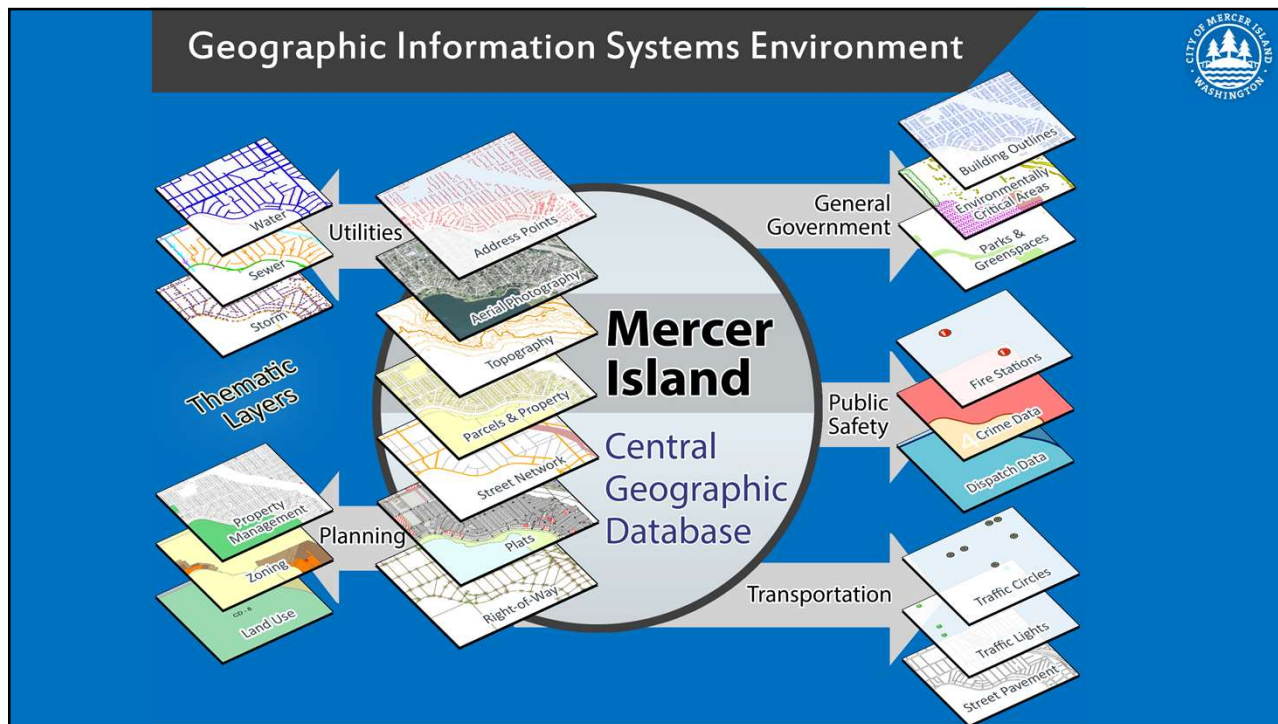 Geographic Information Systems Environment
CITY OF MERCER ISLAND
WASHINGTON
Water
Sewer
Storm
Utilities
Thematic
Layers
Property
Management
Zoning
Land Use
CO-6
Planning
Address Points
Aerial Photography
Topography
Parcels & Property
Street Network
Plats
Right-of-Way
Mercer
Island
Central
Geographic
Database
General
Government
Building Outlines
Environmentally
Critical Areas
Parks &
Greenspaces
Public
Safety
Fire Stations
Crime Data
Dispatch Data
Transportation
Traffic Circles
Traffic Lights
Street Pavement